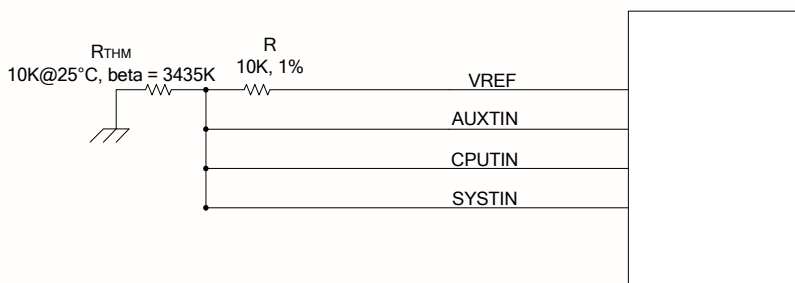 RTHM
10K@25°C, beta = 3435K
R
10K, 1%
VREF
AUXTIN
CPUTIN
SYSTIN